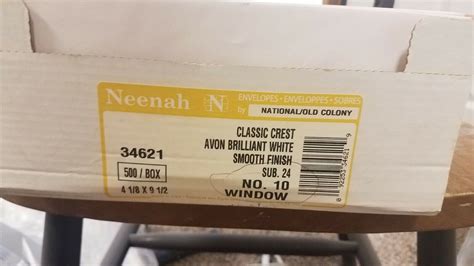 Neenah N
ENVELOPES · ENVELOPPES · SOBRES
by NATIONAL/OLD COLONY
CLASSIC CREST
AVON BRILLIANT WHITE
SMOOTH FINISH
SUB. 24
NO. 10
WINDOW
34621
500 / BOX
4 1/8 X 9 1/2